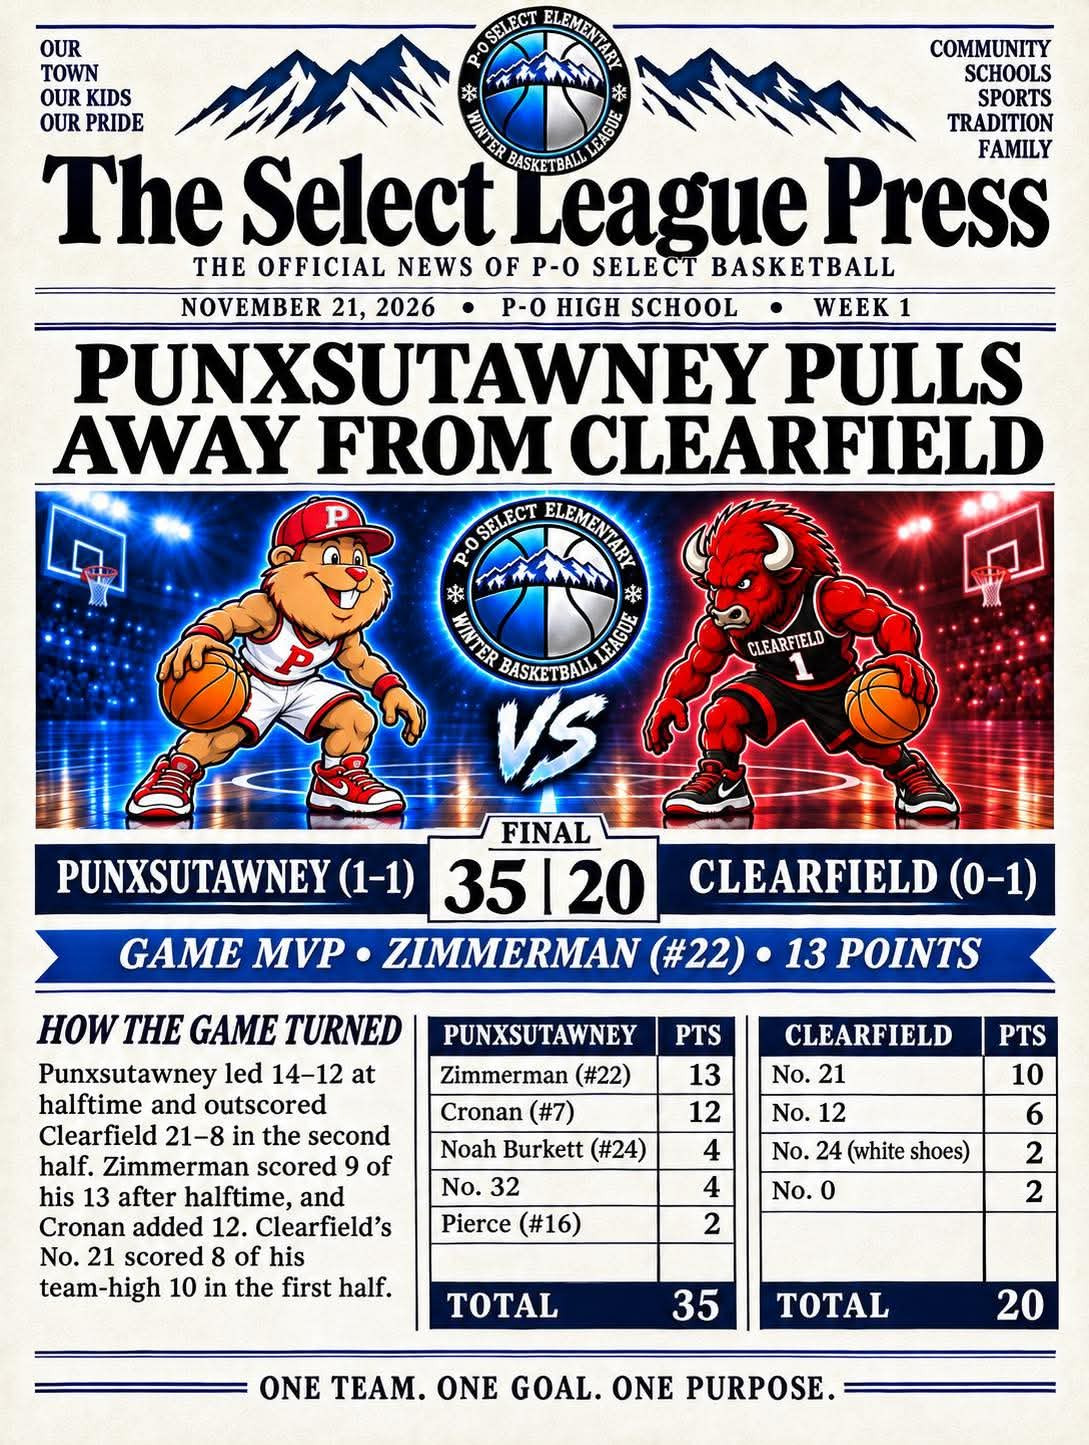 OUR
TOWN
OUR KIDS
OUR PRIDE
P-O SELECT ELEMENTARY
WINTER BASKETBALL LEAGUE
COMMUNITY
SCHOOLS
SPORTS
TRADITION
FAMILY
The Select League Press
THE OFFICIAL NEWS OF P-O SELECT BASKETBALL
NOVEMBER 21, 2026 • P-O HIGH SCHOOL • WEEK 1
PUNXSUTAWNEY PULLS
AWAY FROM CLEARFIELD
P
P
P-O SELECT ELEMENTARY
WINTER BASKETBALL LEAGUE
VS
CLEARFIELD
1
FINAL
PUNXSUTAWNEY (1–1) 35 | 20 CLEARFIELD (0–1)
GAME MVP • ZIMMERMAN (#22) • 13 POINTS
HOW THE GAME TURNED
Punxsutawney led 14–12 at
halftime and outscored
Clearfield 21–8 in the second
half. Zimmerman scored 9 of
his 13 after halftime, and
Cronan added 12. Clearfield's
No. 21 scored 8 of his
team-high 10 in the first half.
PUNXSUTAWNEY PTS
Zimmerman (#22) 13
Cronan (#7) 12
Noah Burkett (#24) 4
No. 32 4
Pierce (#16) 2
TOTAL 35
CLEARFIELD PTS
No. 21 10
No. 12 6
No. 24 (white shoes) 2
No. 0 2
TOTAL 20
ONE TEAM. ONE GOAL. ONE PURPOSE.